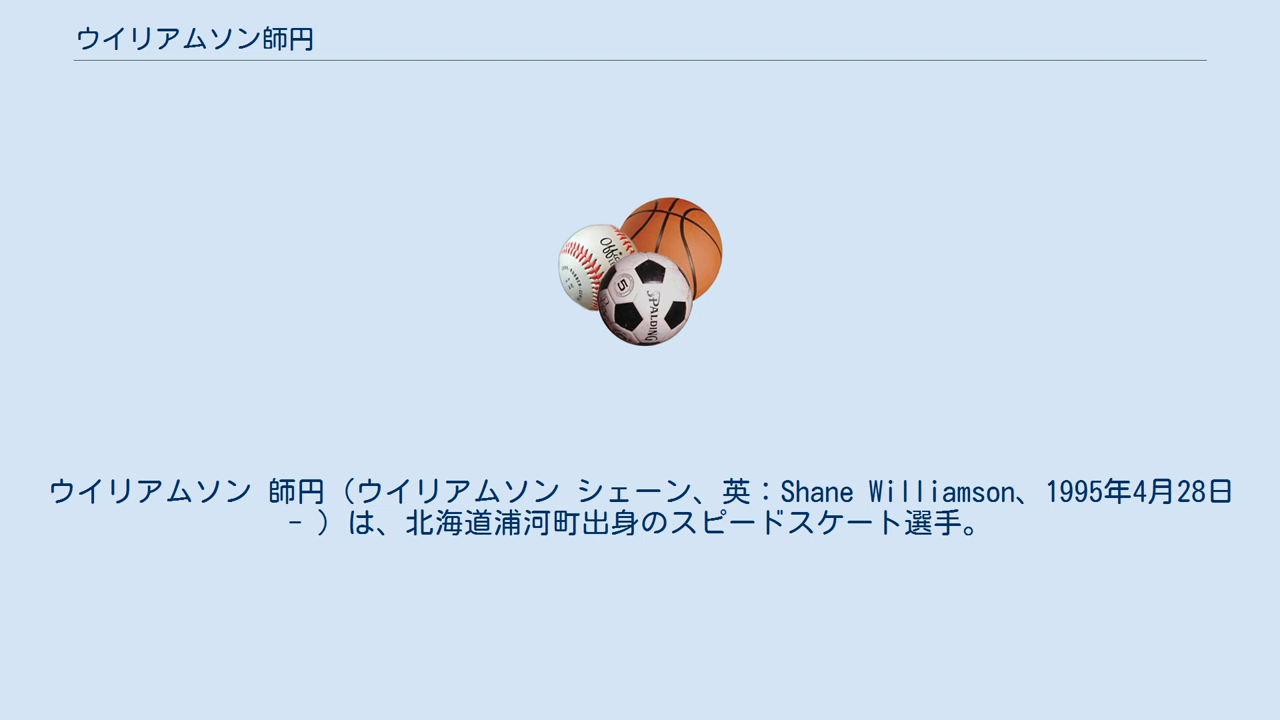 ウイリアムソン師円
Offic
5
SPALDING
ウイリアムソン 師円（ウイリアムソン シェーン、英：Shane Williamson、1995年4月28日
- ）は、北海道浦河町出身のスピードスケート選手。